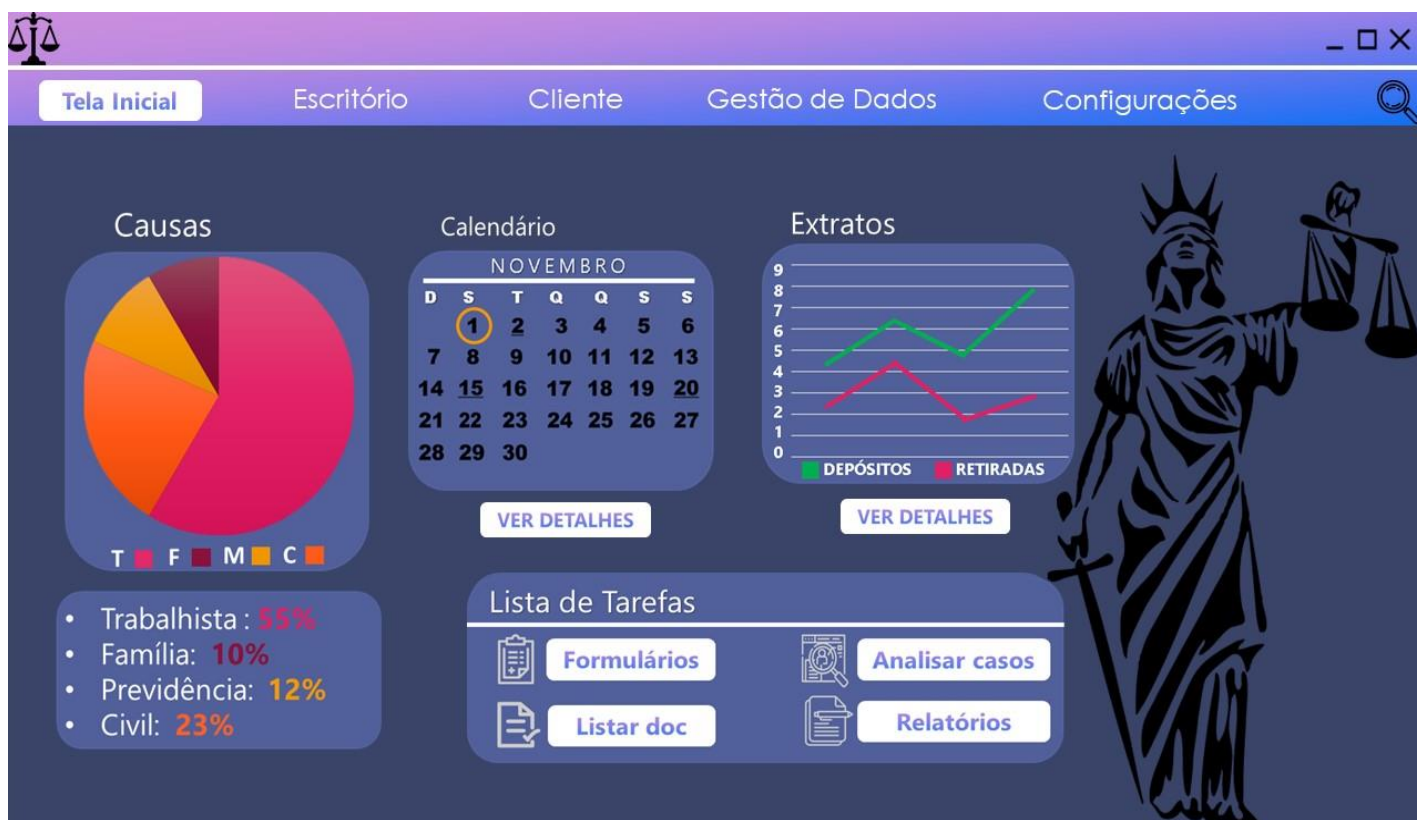 Tela Inicial Escritório Cliente Gestão de Dados Configurações
Causas
T F M C
• Trabalhista : 55%
• Família: 10%
• Previdência: 12%
• Civil: 23%
Calendário
NOVEMBRO
D S T Q Q S S
1 2 3 4 5 6
7 8 9 10 11 12 13
14 15 16 17 18 19 20
21 22 23 24 25 26 27
28 29 30
VER DETALHES
Extratos
9
8
7
6
5
4
3
2
1
0
DEPÓSITOS RETIRADAS
VER DETALHES
Lista de Tarefas
Formulários Analisar casos
Listar doc Relatórios